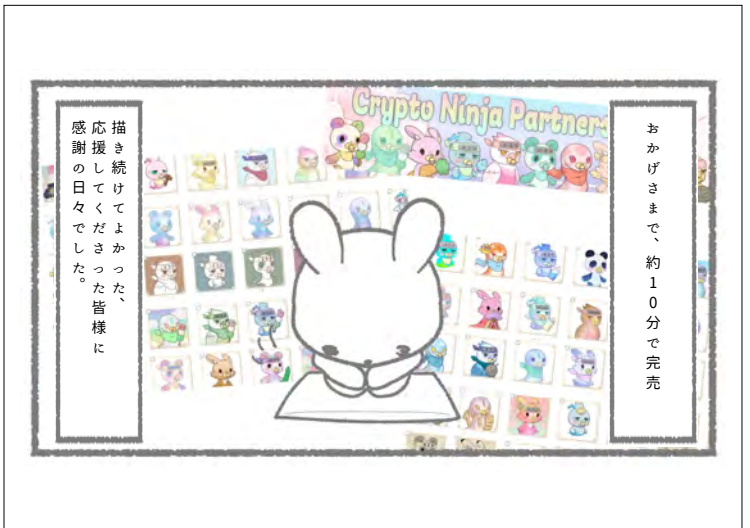 Crypto Ninja Partners
おかげさまで、約10分で完売
描き続けてよかった、
応援してくださった皆様に
感謝の日々でした。